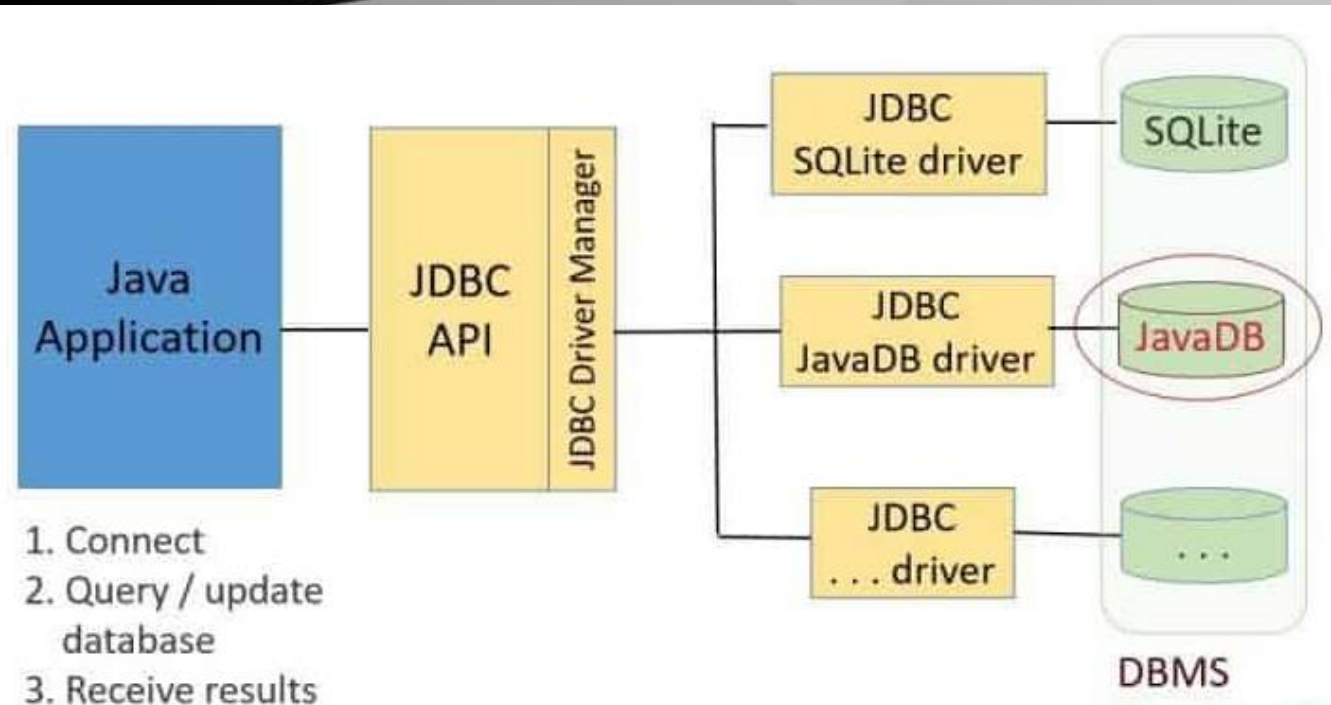 Java
Application
JDBC
API
JDBC Driver Manager
JDBC
SQLite driver
SQLite
JDBC
JavaDB driver
JavaDB
JDBC
. . . driver
. . .
DBMS
1. Connect
2. Query / update
database
3. Receive results